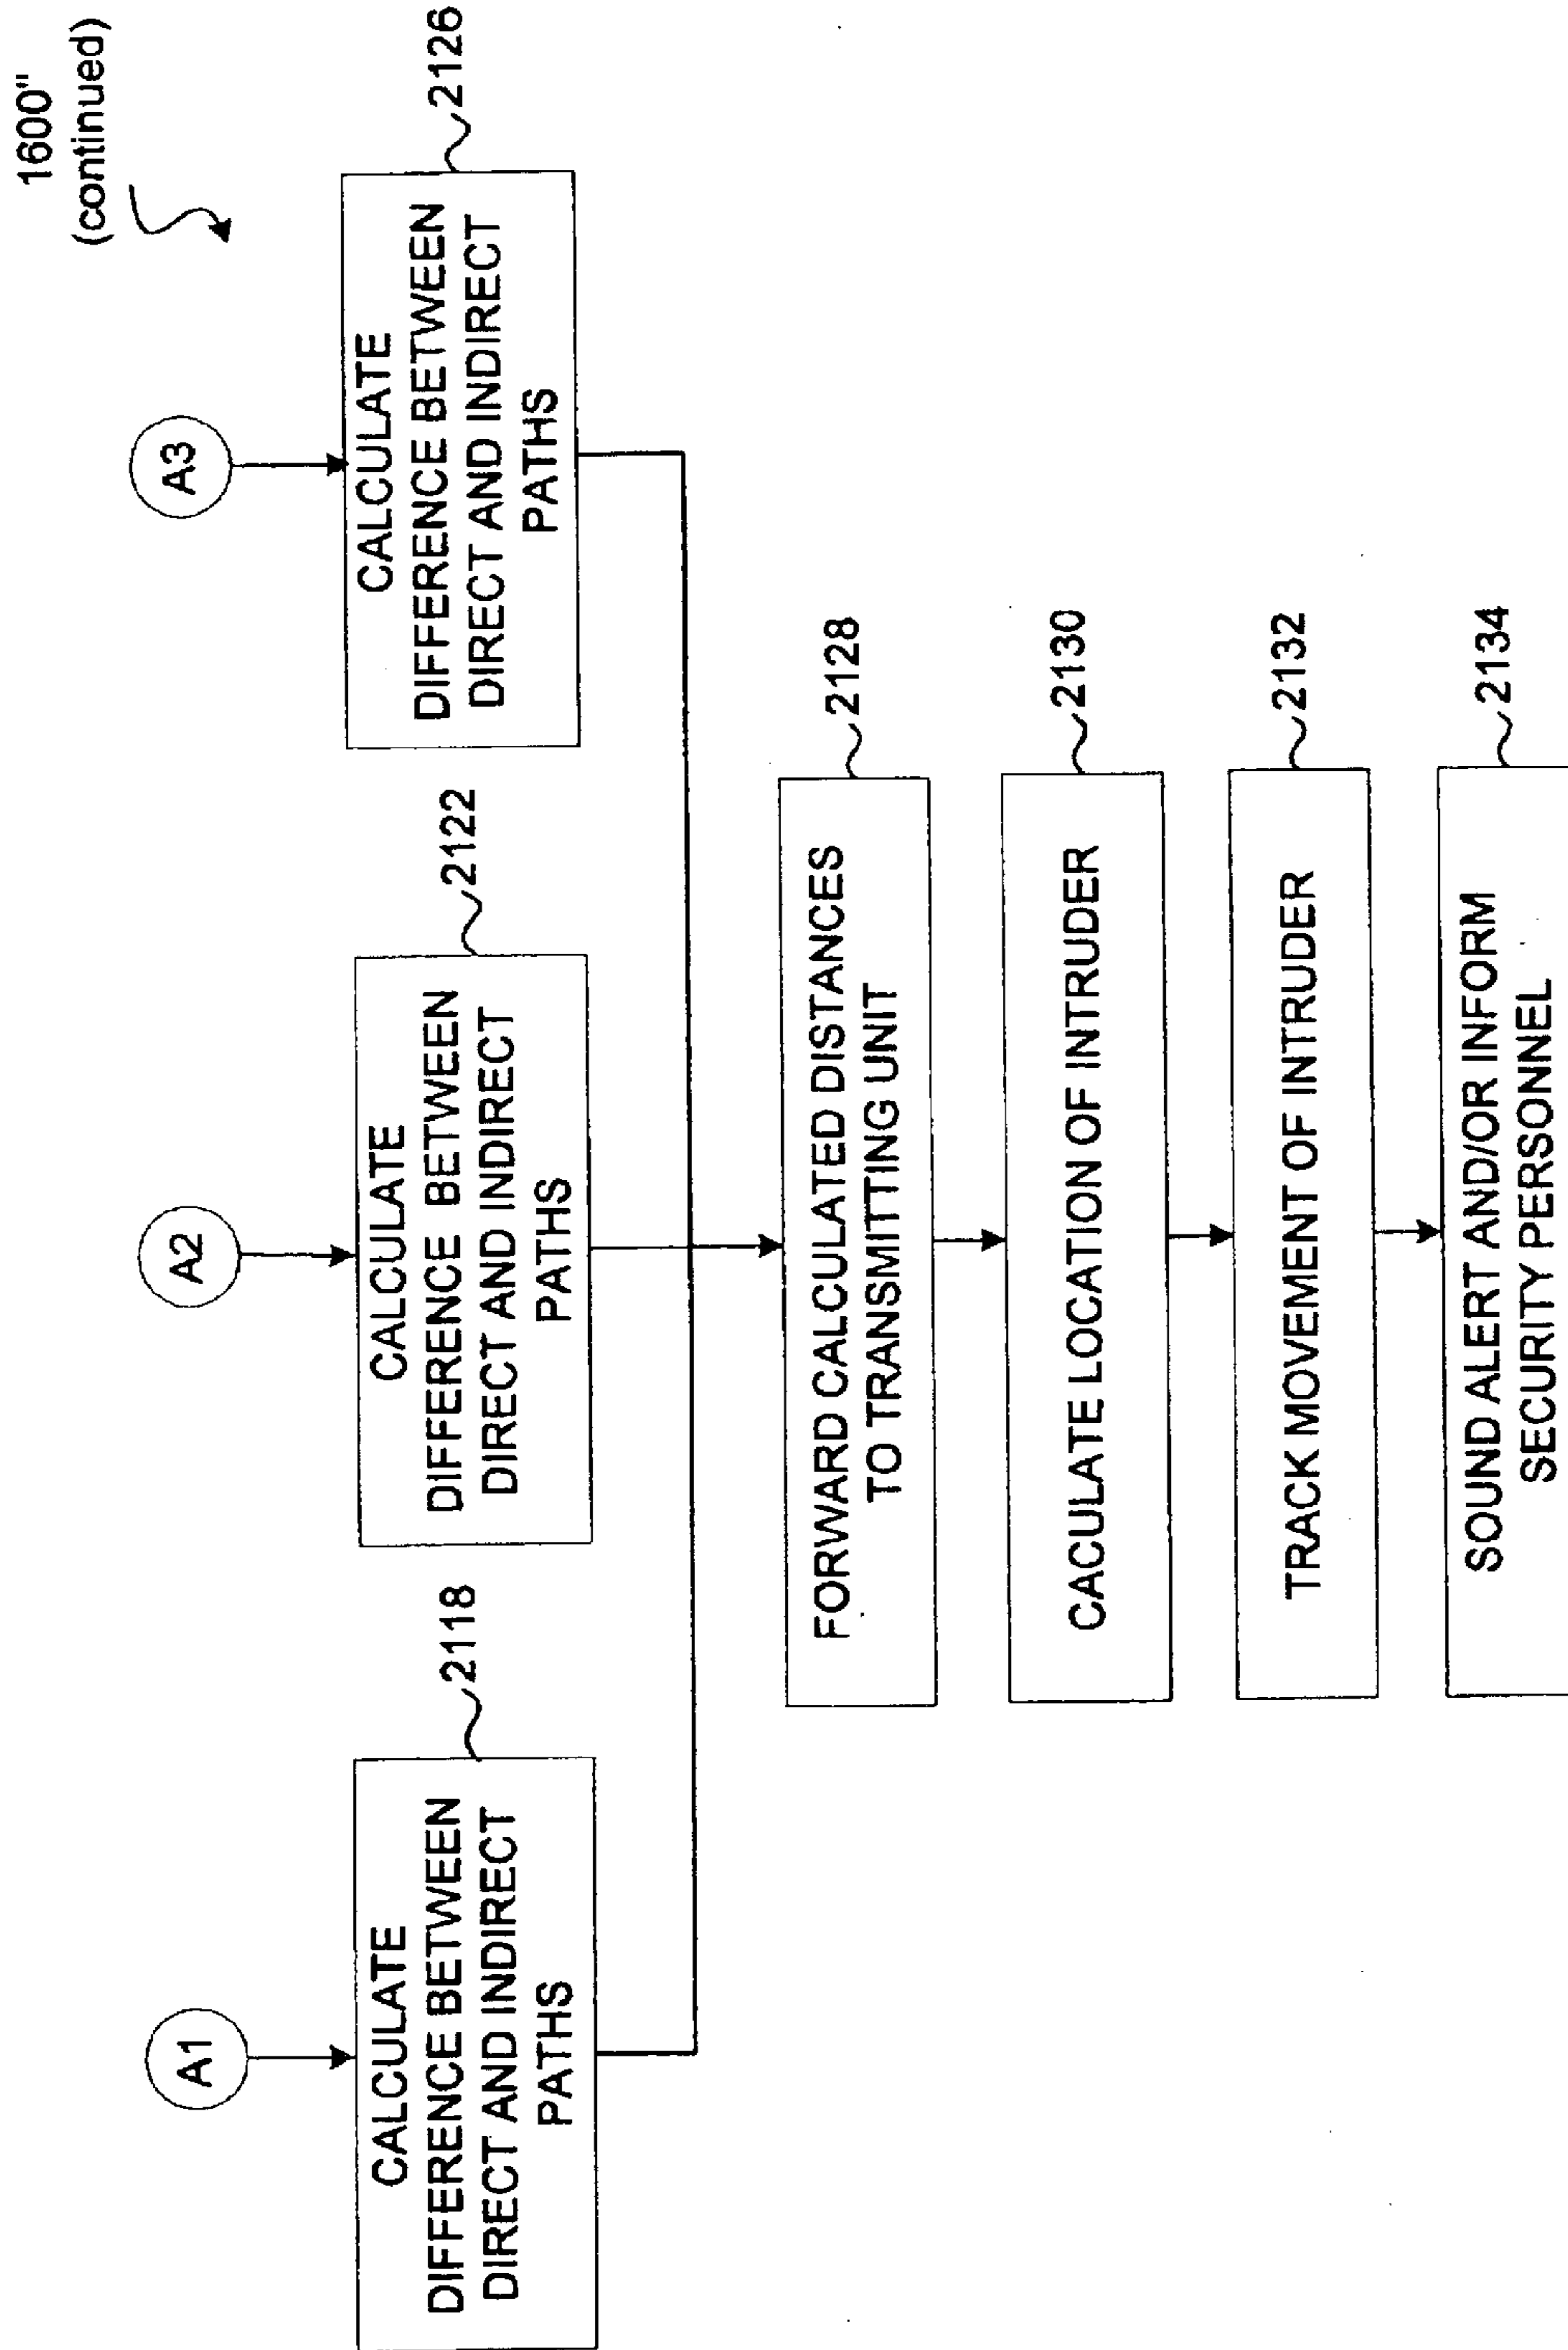 1600"
(continued)
A1
A2
A3
CALCULATE
DIFFERENCE BETWEEN
DIRECT AND INDIRECT
PATHS
2118
CALCULATE
DIFFERENCE BETWEEN
DIRECT AND INDIRECT
PATHS
2122
CALCULATE
DIFFERENCE BETWEEN
DIRECT AND INDIRECT
PATHS
2126
FORWARD CALCULATED DISTANCES
TO TRANSMITTING UNIT
2128
CACULATE LOCATION OF INTRUDER
2130
TRACK MOVEMENT OF INTRUDER
2132
SOUND ALERT AND/OR INFORM
SECURITY PERSONNEL
2134